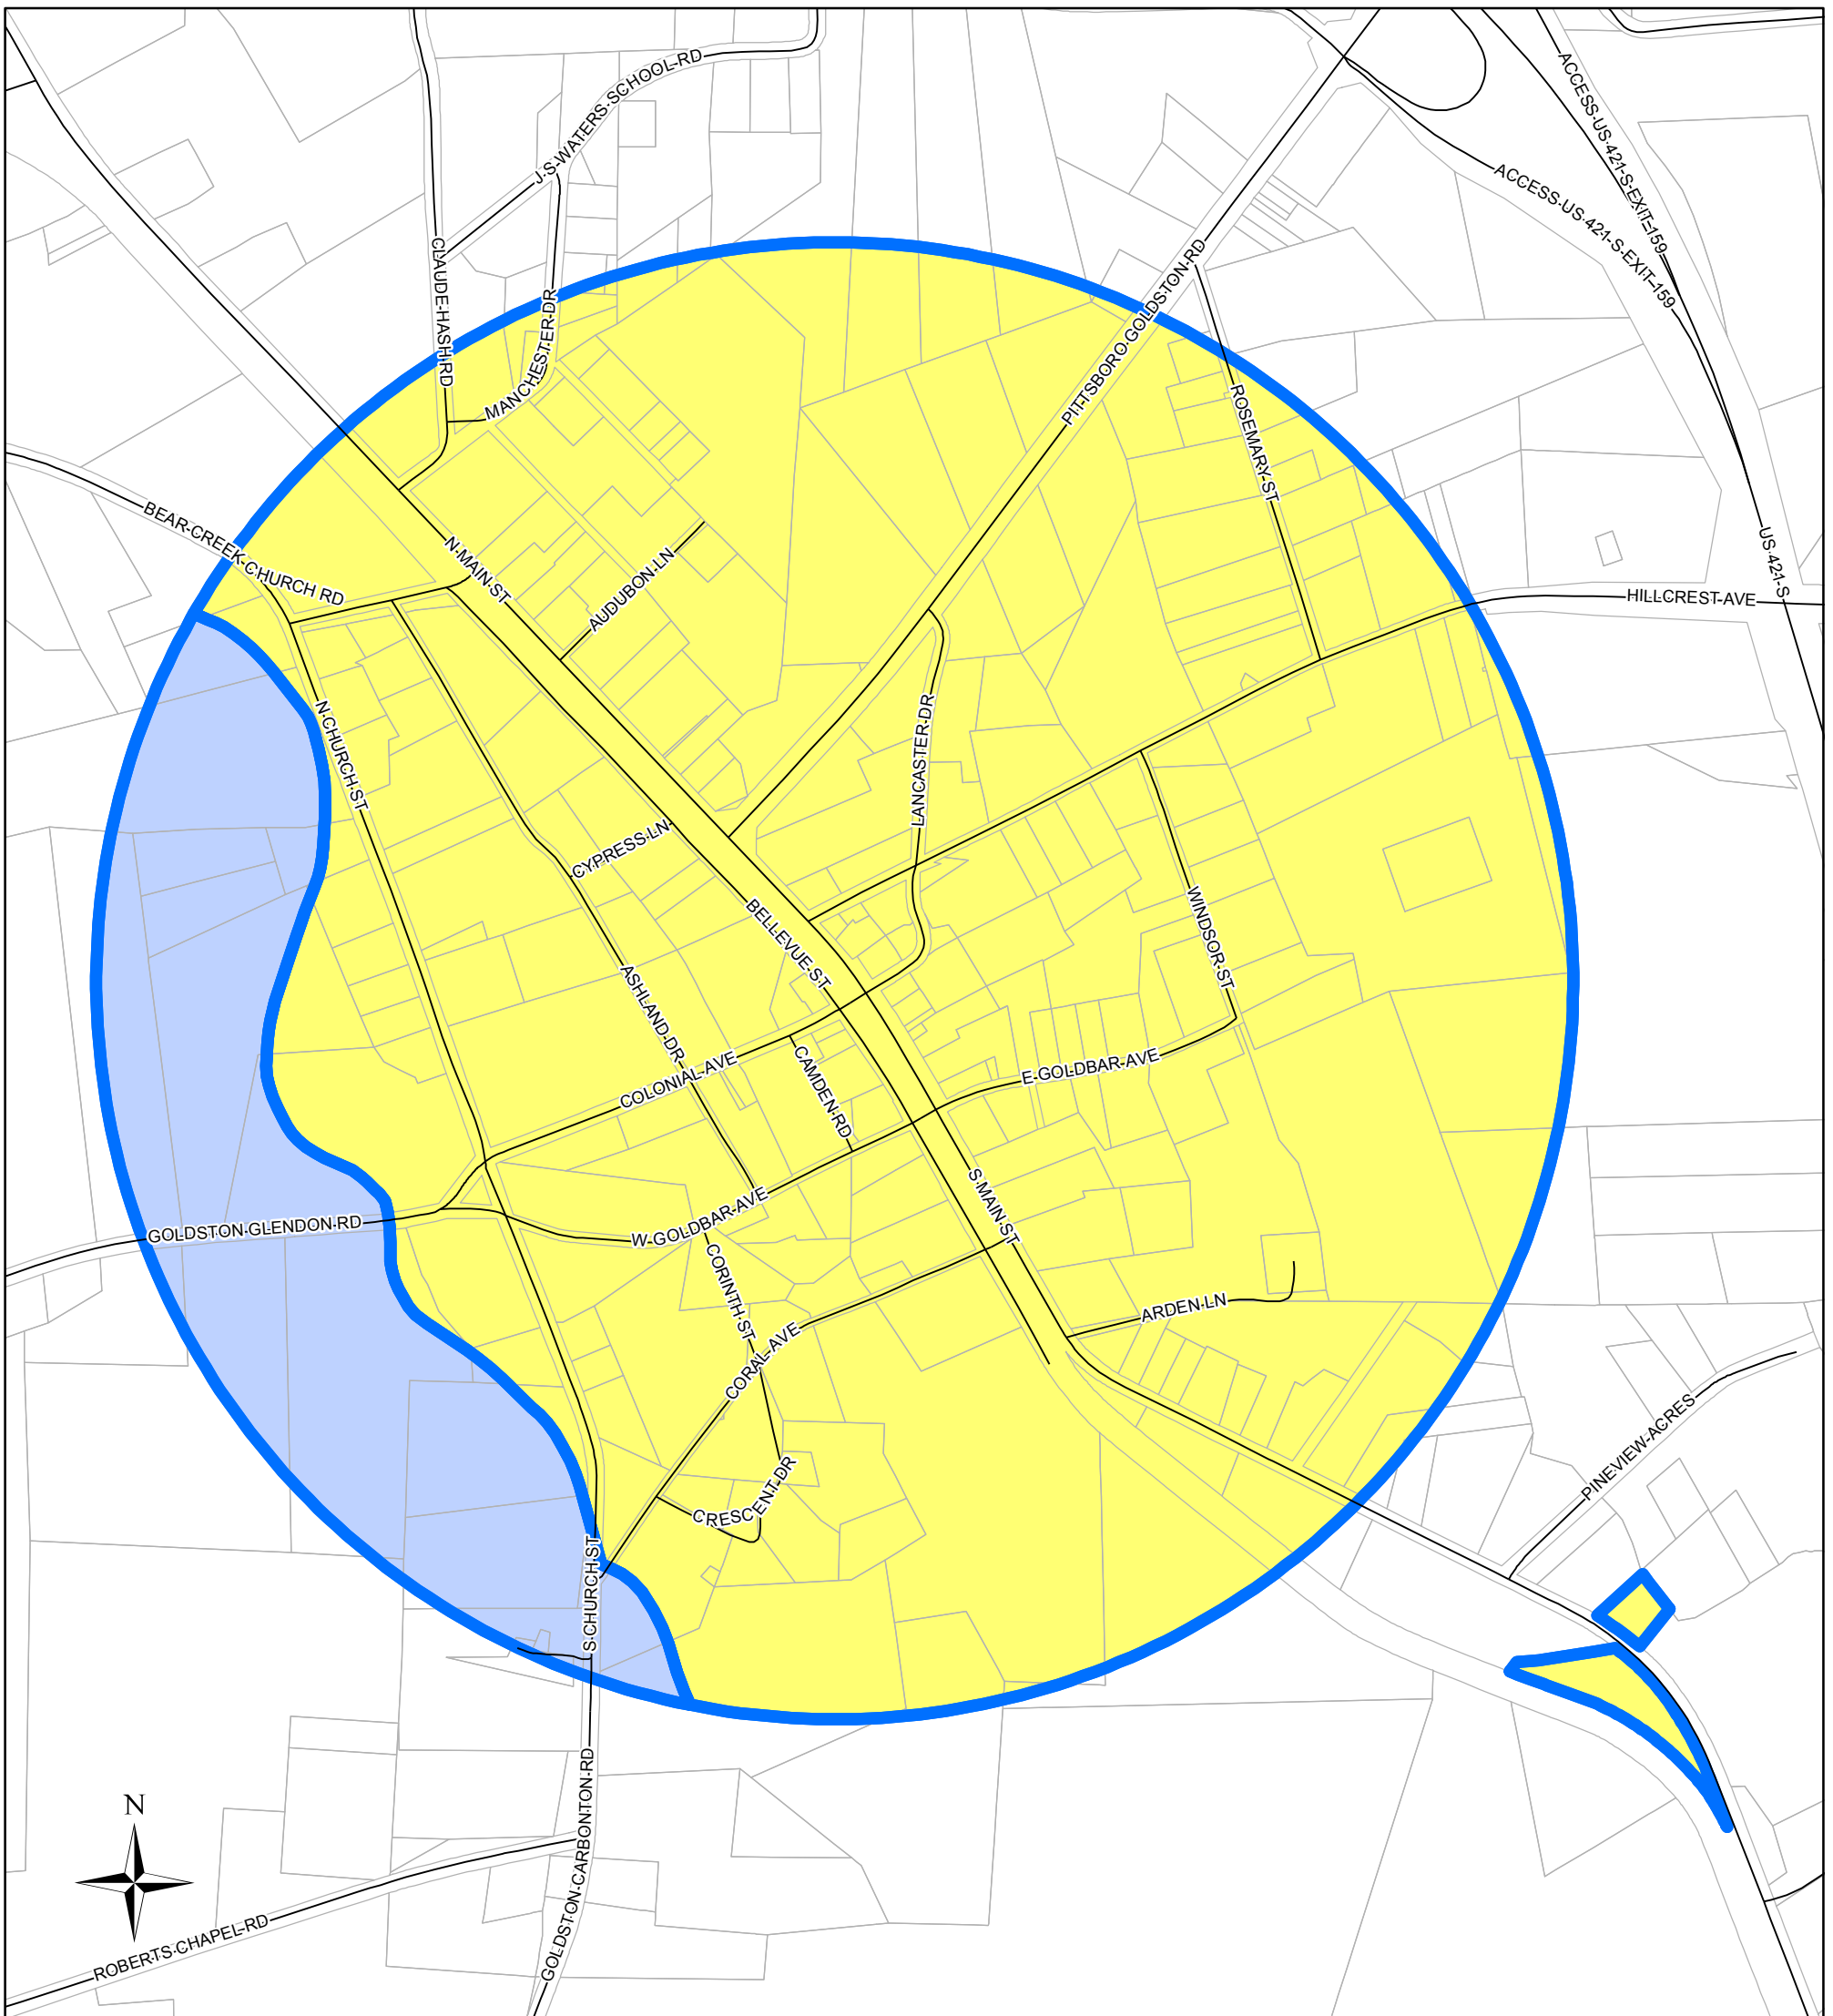 J S WATERS SCHOOL RD
ACCESS US 421 S EXIT 159
ACCESS US 421 S EXIT 159
CLAUDE HASH RD
MANCHESTER DR
PITTSBORO GOLDSTON RD
ROSEMARY ST
BEAR CREEK CHURCH RD
N MAIN ST
AUDUBON LN
US 421 S
HILLCREST AVE
N CHURCH ST
LANCASTER DR
CYPRESS LN
BELLEVUE ST
WINDSOR ST
ASHLAND DR
COLONIAL AVE
CAMDEN RD
E GOLDBAR AVE
GOLDSTON GLENDON RD
W GOLDBAR AVE
S MAIN ST
CORINTH ST
ARDEN LN
CORAL AVE
PINEVIEW ACRES
CRESCENT DR
S CHURCH ST
N
GOLDSTON CARBONTON RD
ROBERTS CHAPEL RD